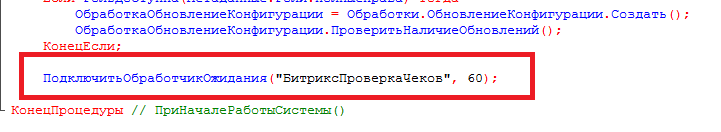 ОбработкаОбновлениеКонфигурации = Обработки.ОбновлениеКонфигурации.Создать();
ОбработкаОбновлениеКонфигурации.ПроверитьНаличиеОбновлений();
КонецЕсли;
ПодключитьОбработчикОжидания("БитриксПроверкаЧеков", 60);
КонецПроцедуры // ПриНачалеРаботыСистемы()